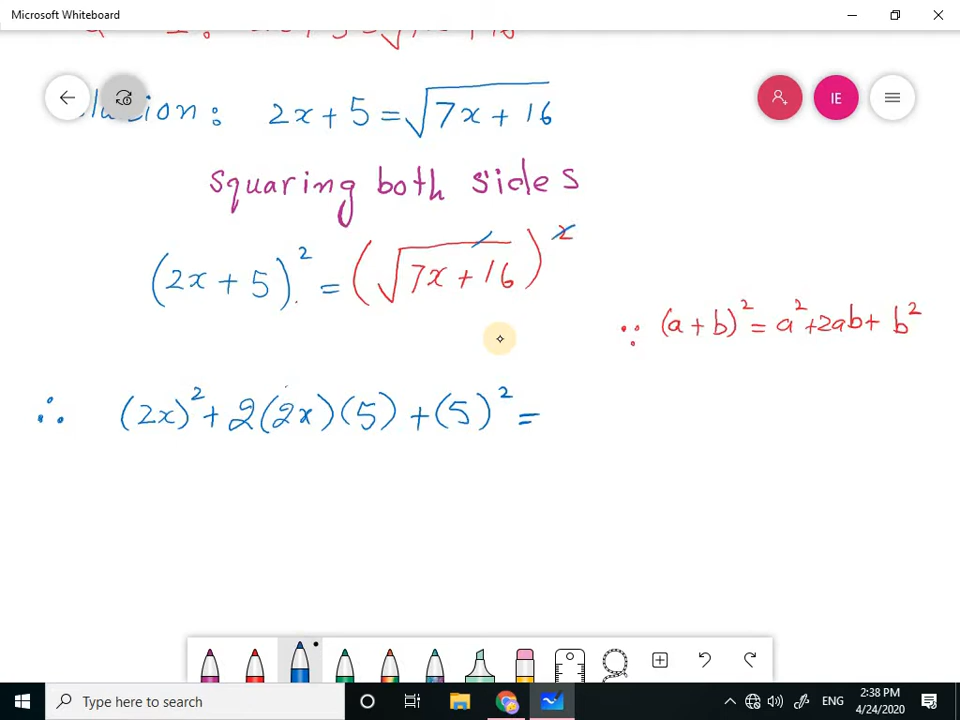 Microsoft Whiteboard
Solution: 2x + 5 = √7x + 16
IE
squaring both sides
(2x + 5)² = (√7x + 16)²
∵ (a + b)² = a² + 2ab + b²
∴ (2x)² + 2(2x)(5) + (5)² =
Type here to search
ENG
2:38 PM
4/24/2020